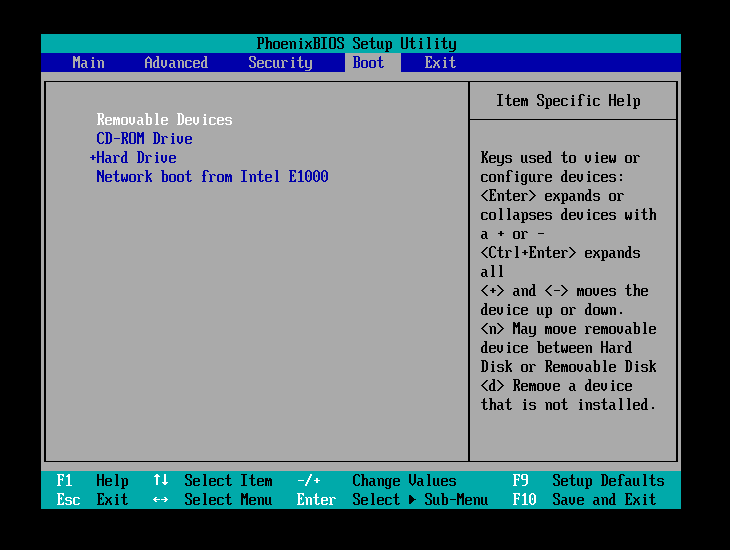 PhoenixBIOS Setup Utility
Main Advanced Security Boot Exit
Removable Devices
CD-ROM Drive
+Hard Drive
Network boot from Intel E1000
Item Specific Help
Keys used to view or
configure devices:
<Enter> expands or
collapses devices with
a + or -
<Ctrl+Enter> expands
all
<+> and <-> moves the
device up or down.
<n> May move removable
device between Hard
Disk or Removable Disk
<d> Remove a device
that is not installed.
F1 Help ↑↓ Select Item -/+ Change Values F9 Setup Defaults
Esc Exit ↔ Select Menu Enter Select ▶ Sub-Menu F10 Save and Exit